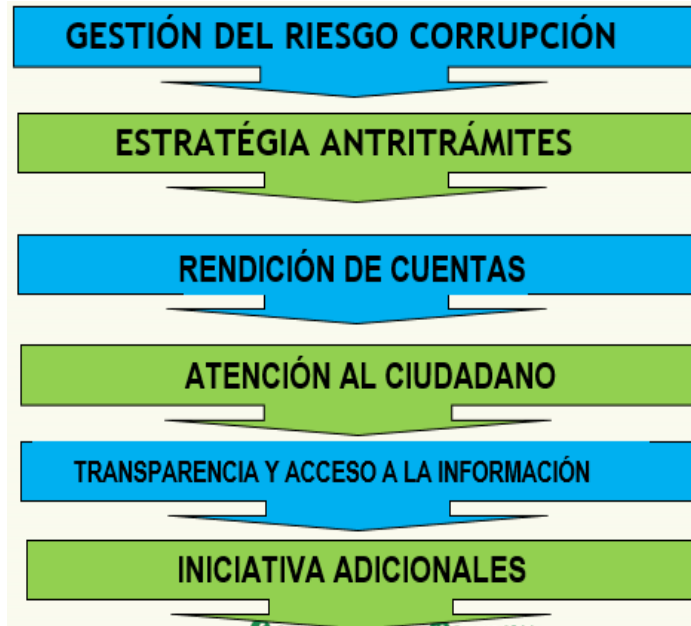 GESTIÓN DEL RIESGO CORRUPCIÓN
ESTRATÉGIA ANTRITRÁMITES
RENDICIÓN DE CUENTAS
ATENCIÓN AL CIUDADANO
TRANSPARENCIA Y ACCESO A LA INFORMACIÓN
INICIATIVA ADICIONALES